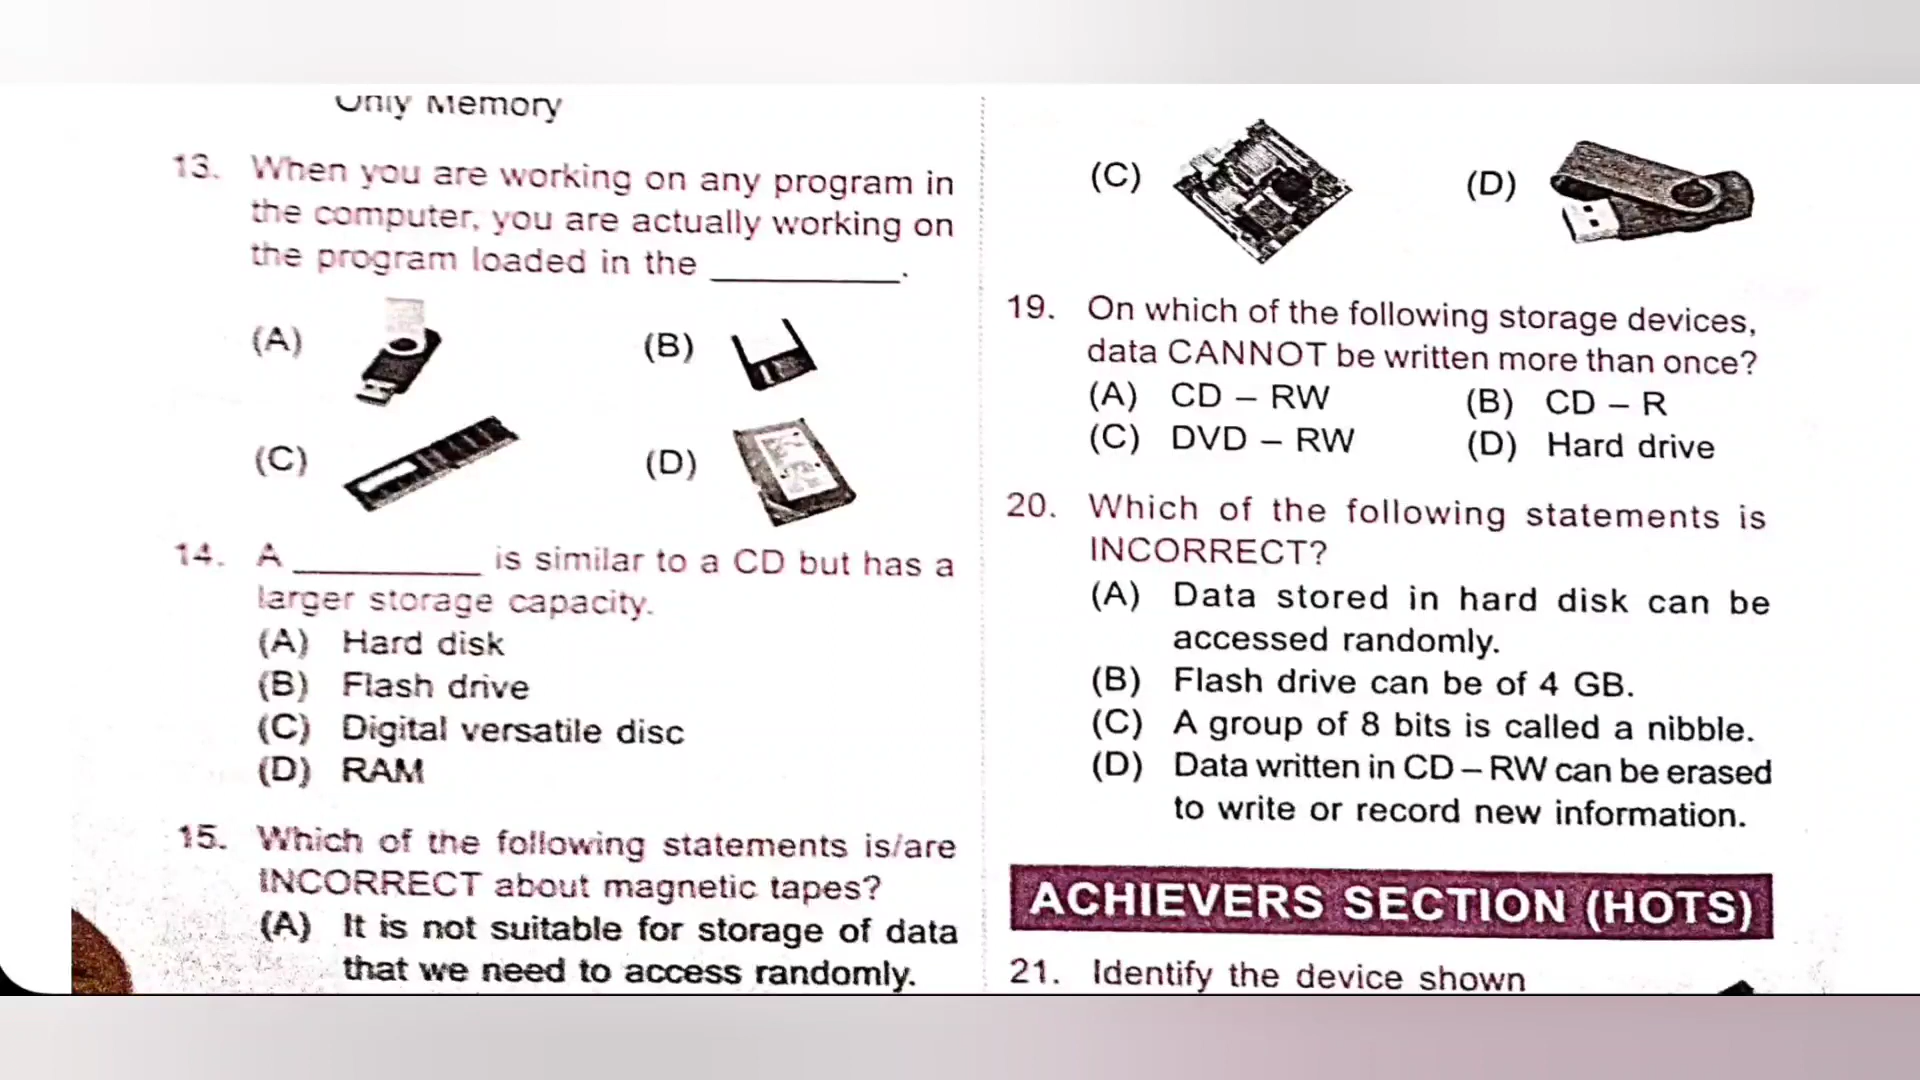 Only Memory
13. When you are working on any program in
the computer, you are actually working on
the program loaded in the __________.
(A) (B)
(C) (D)
14. A __________ is similar to a CD but has a
larger storage capacity.
(A) Hard disk
(B) Flash drive
(C) Digital versatile disc
(D) RAM
15. Which of the following statements is/are
INCORRECT about magnetic tapes?
(A) It is not suitable for storage of data
that we need to access randomly.
(C) (D)
19. On which of the following storage devices,
data CANNOT be written more than once?
(A) CD – RW (B) CD – R
(C) DVD – RW (D) Hard drive
20. Which of the following statements is
INCORRECT?
(A) Data stored in hard disk can be
accessed randomly.
(B) Flash drive can be of 4 GB.
(C) A group of 8 bits is called a nibble.
(D) Data written in CD – RW can be erased
to write or record new information.
ACHIEVERS SECTION (HOTS)
21. Identify the device shown